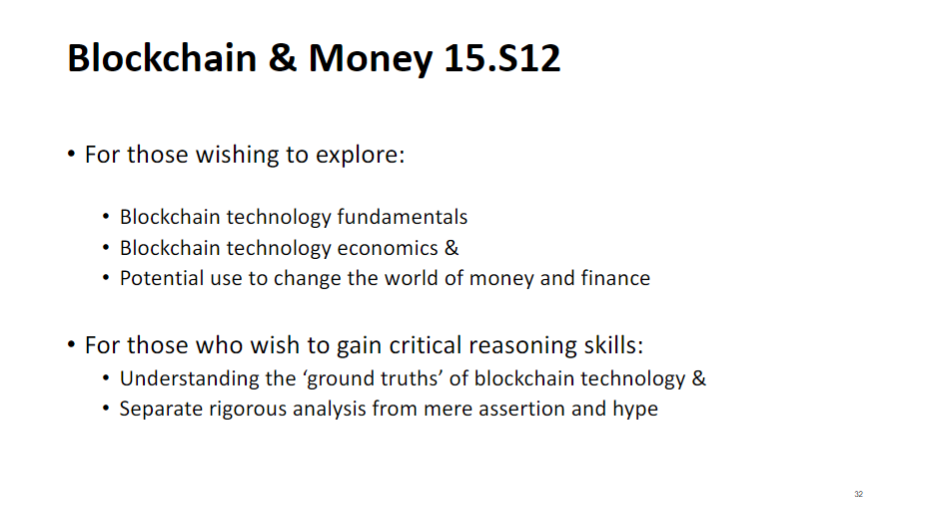 Blockchain & Money 15.S12
• For those wishing to explore:
• Blockchain technology fundamentals
• Blockchain technology economics &
• Potential use to change the world of money and finance
• For those who wish to gain critical reasoning skills:
• Understanding the ‘ground truths’ of blockchain technology &
• Separate rigorous analysis from mere assertion and hype
32